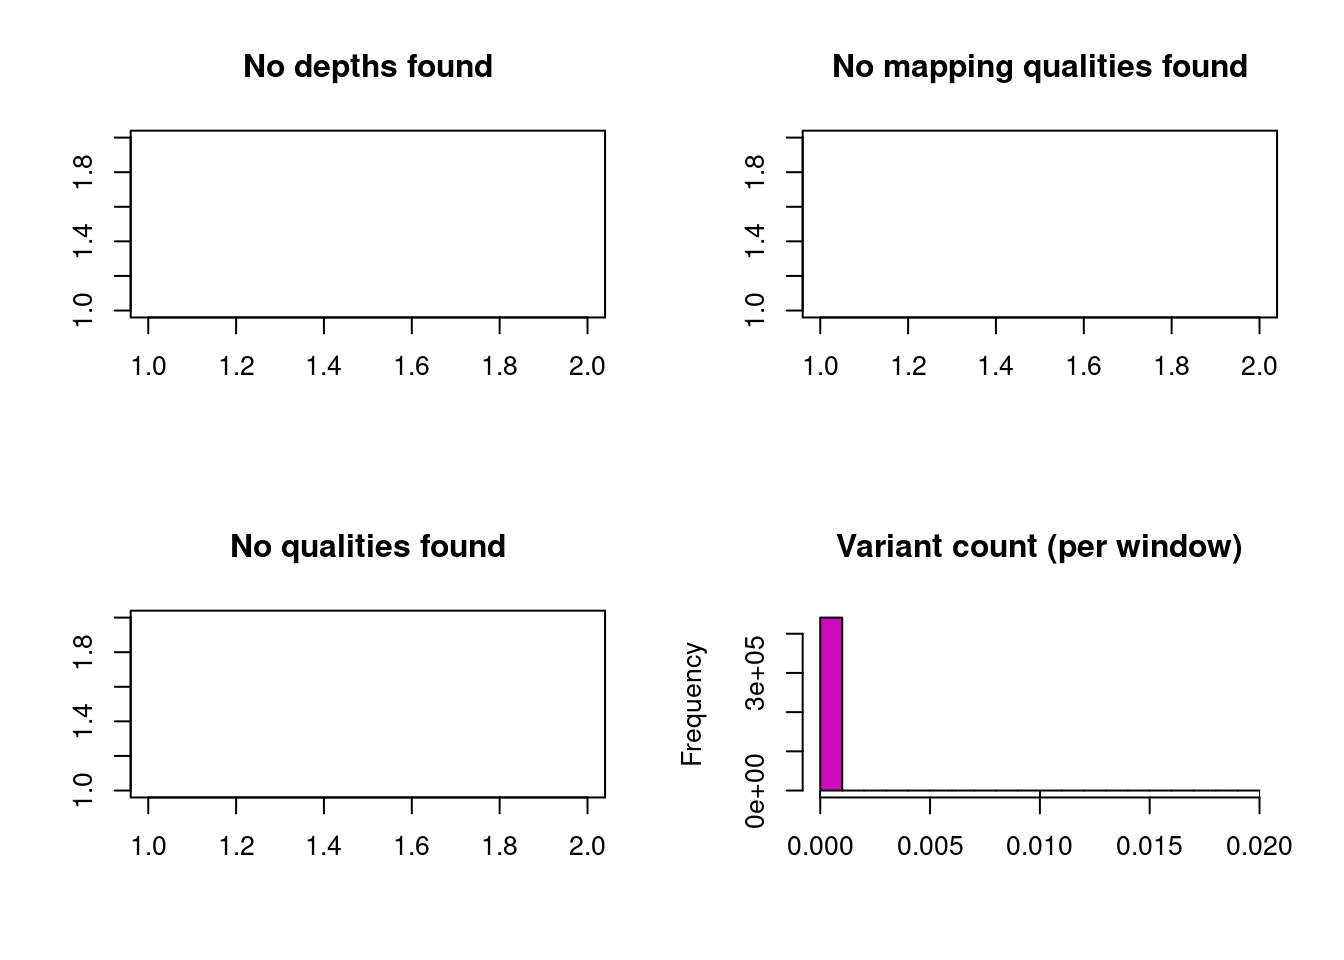 No depths found
1.0 1.4 1.8
1.0 1.2 1.4 1.6 1.8 2.0
No mapping qualities found
1.0 1.4 1.8
1.0 1.2 1.4 1.6 1.8 2.0
No qualities found
1.0 1.4 1.8
1.0 1.2 1.4 1.6 1.8 2.0
Variant count (per window)
Frequency
0e+00 3e+05
0.000 0.005 0.010 0.015 0.020